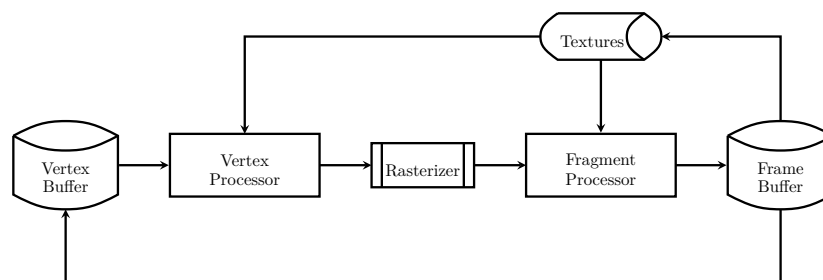 Textures
Vertex
Buffer
Vertex
Processor
Rasterizer
Fragment
Processor
Frame
Buffer